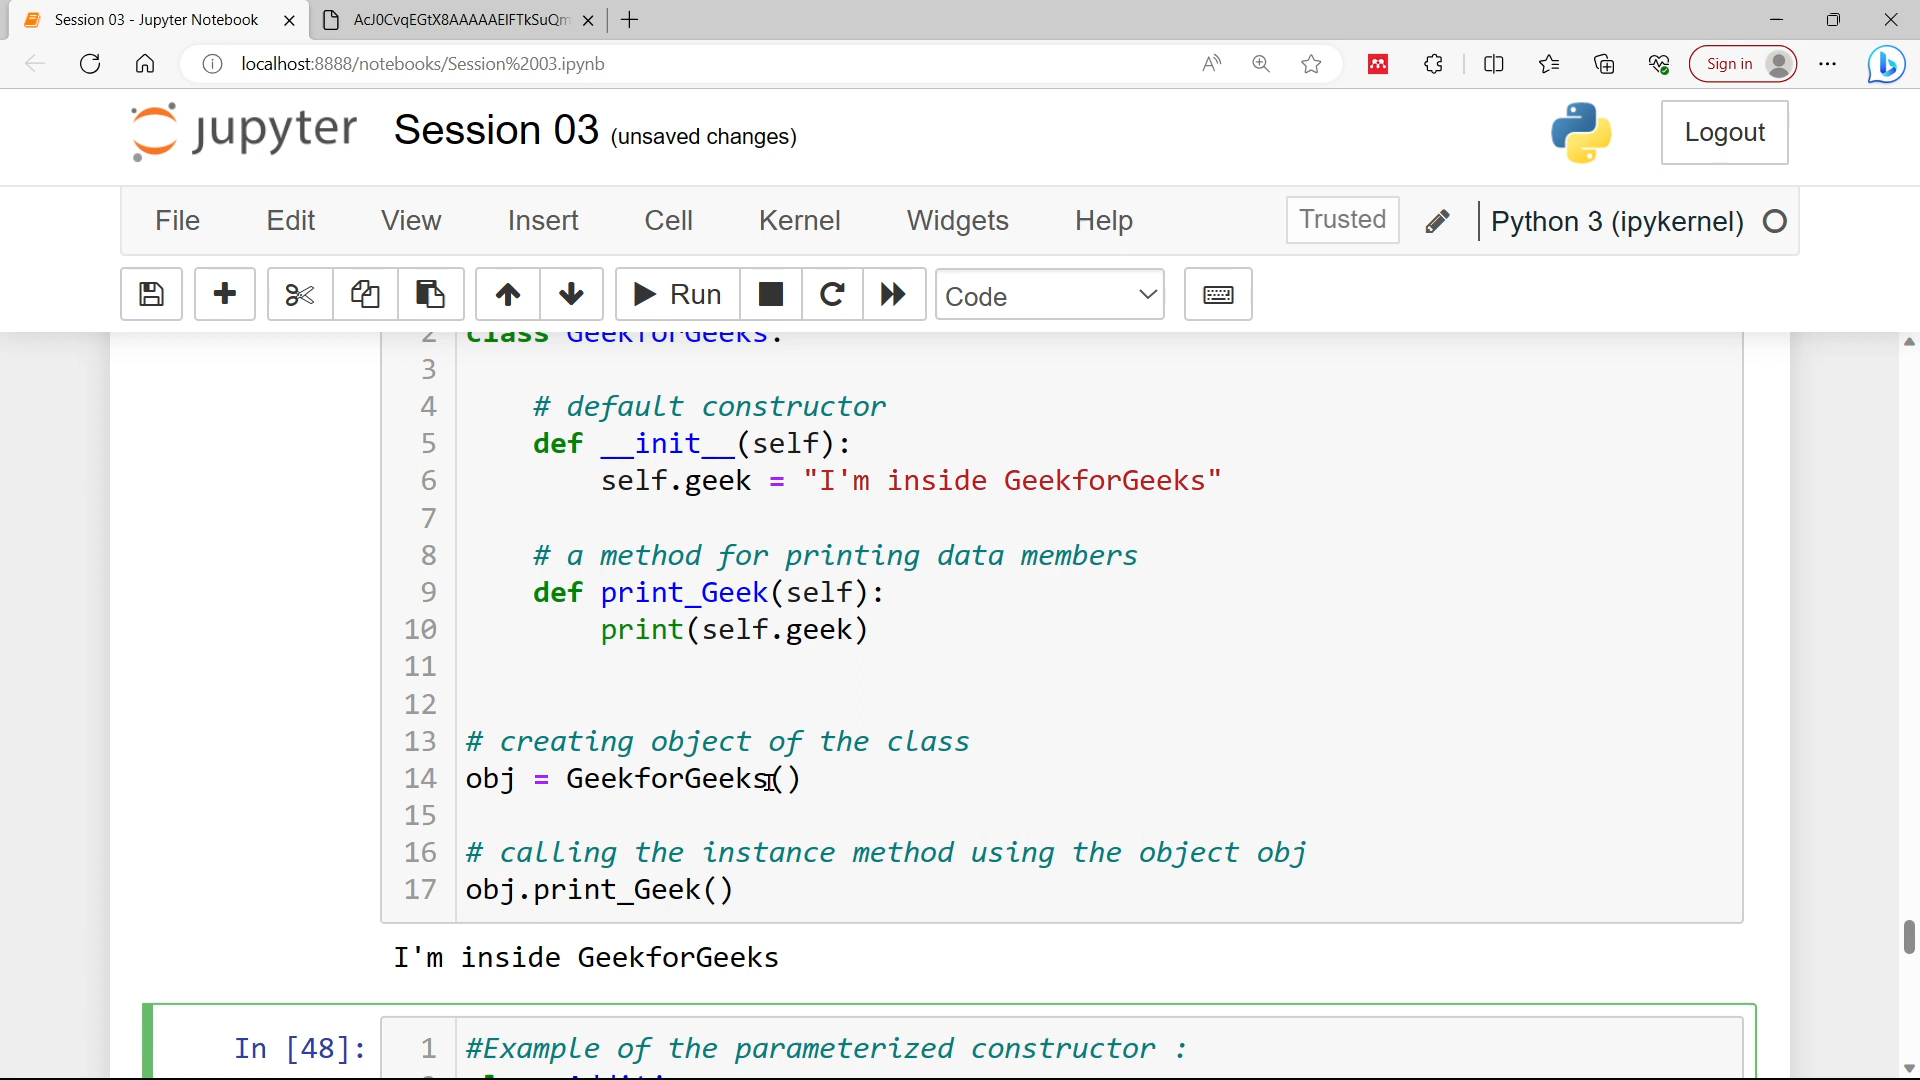 Session 03 - Jupyter Notebook
AcJ0CvqEGtX8AAAAAElFTkSuQm
localhost:8888/notebooks/Session%2003.ipynb
Sign in
jupyter Session 03 (unsaved changes)
Logout
File Edit View Insert Cell Kernel Widgets Help
Trusted
Python 3 (ipykernel)
Run
Code
2 class GeekforGeeks:
3
4 # default constructor
5 def __init__(self):
6 self.geek = "I'm inside GeekforGeeks"
7
8 # a method for printing data members
9 def print_Geek(self):
10 print(self.geek)
11
12
13 # creating object of the class
14 obj = GeekforGeeks()
15
16 # calling the instance method using the object obj
17 obj.print_Geek()
I'm inside GeekforGeeks
In [48]:
1 #Example of the parameterized constructor :